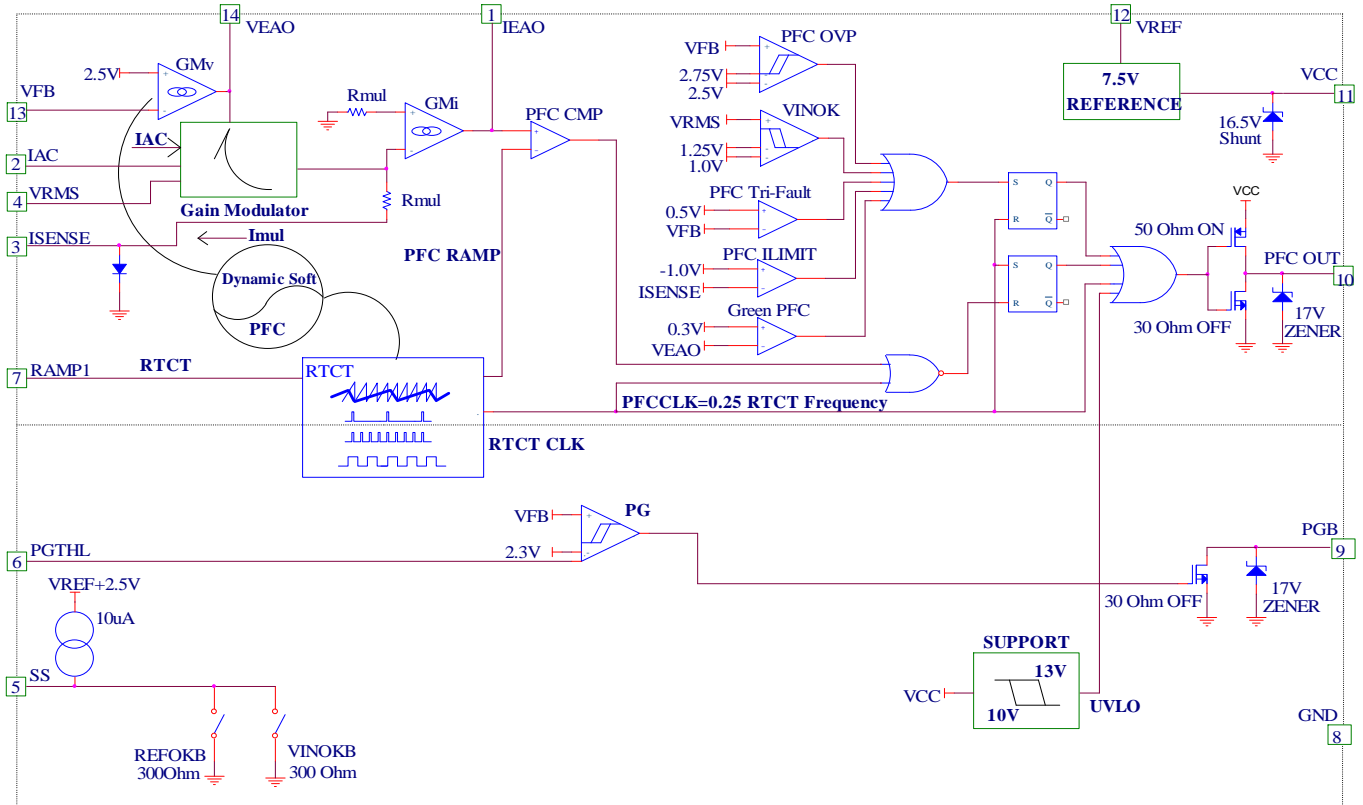 14
VEAO
1
IEAO
12
VREF
GMv
2.5V
VFB
13
IAC
IAC
2
VRMS
4
Gain Modulator
ISENSE
3
Imul
Rmul
GMi
Rmul
PFC CMP
PFC RAMP
Dynamic Soft
PFC
RAMP1
7
RTCT
RTCT
RTCT CLK
PFCCLK=0.25 RTCT Frequency
PFC OVP
VFB
2.75V
2.5V
VINOK
VRMS
1.25V
1.0V
PFC Tri-Fault
0.5V
VFB
PFC ILIMIT
-1.0V
ISENSE
Green PFC
0.3V
VEAO
S Q
R Q
S Q
R Q
7.5V
REFERENCE
VCC
11
16.5V
Shunt
VCC
50 Ohm ON
PFC OUT
10
30 Ohm OFF
17V
ZENER
VFB
PG
2.3V
PGTHL
6
PGB
9
30 Ohm OFF
17V
ZENER
VREF+2.5V
10uA
SS
5
REFOKB
300Ohm
VINOKB
300 Ohm
SUPPORT
13V
VCC
10V
UVLO
GND
8